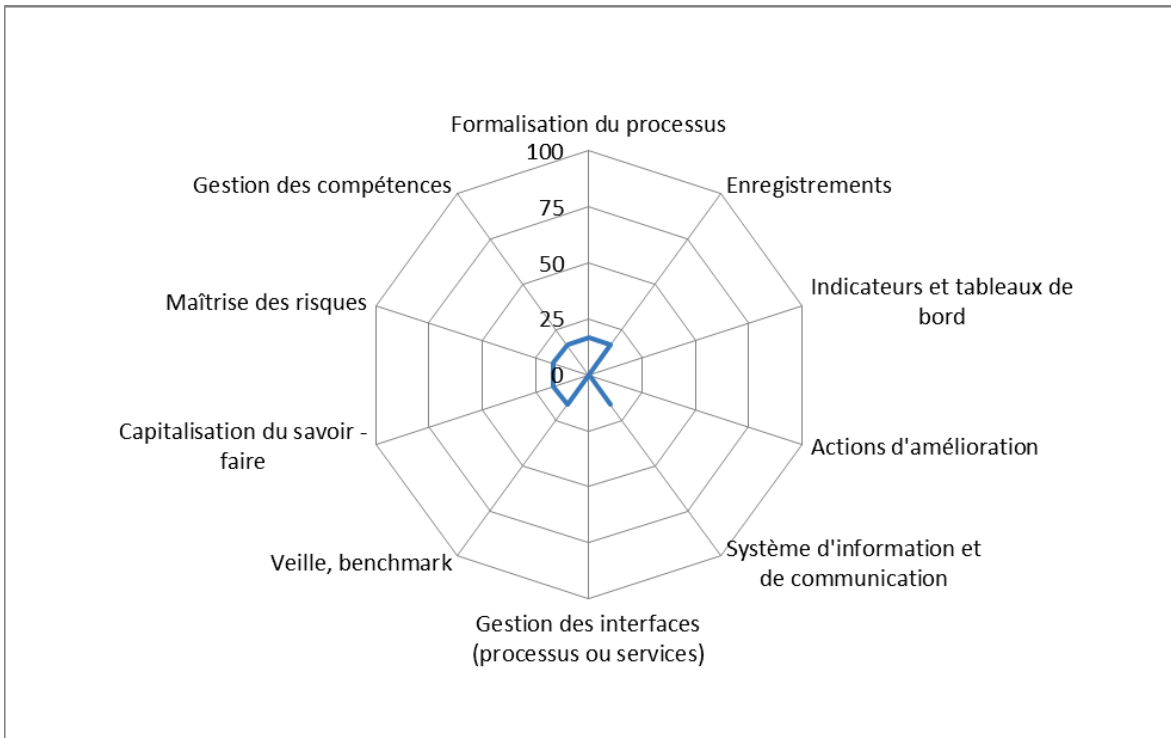 Formalisation du processus
100
Gestion des compétences
Enregistrements
75
50
Indicateurs et tableaux de
bord
Maîtrise des risques
25
0
Capitalisation du savoir -
faire
Actions d'amélioration
Système d'information et
de communication
Veille, benchmark
Gestion des interfaces
(processus ou services)